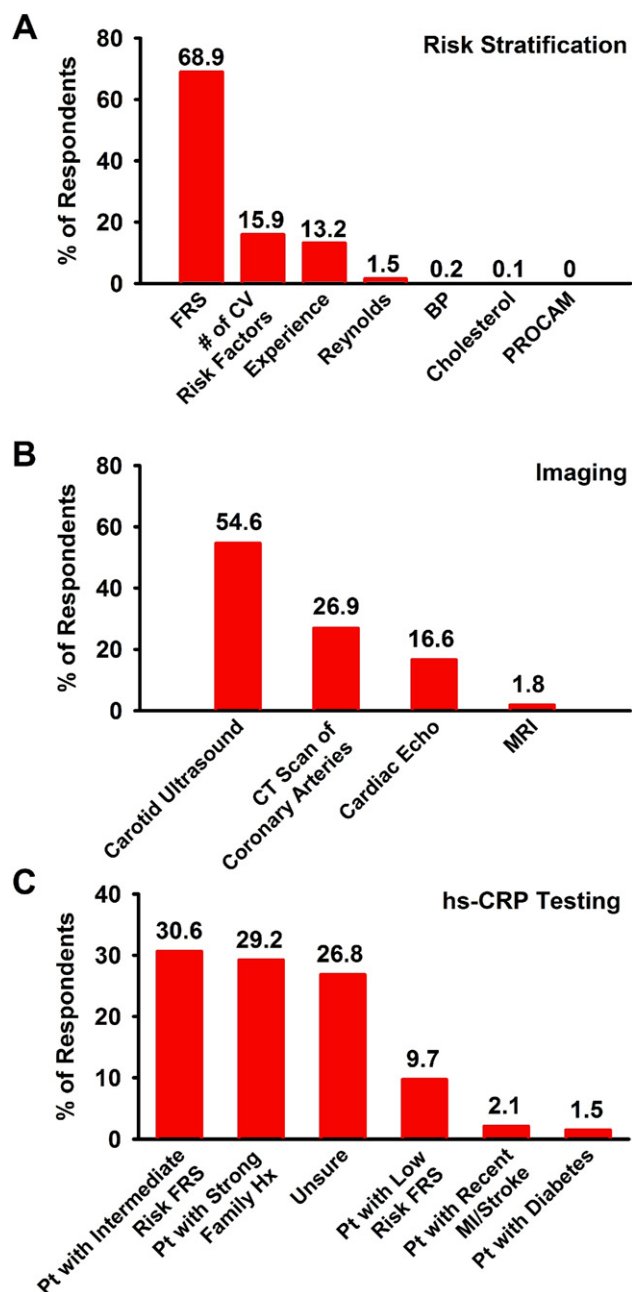 A
Risk Stratification
% of Respondents
80
60
40
20
0
68.9
15.9
13.2
1.5
0.2
0.1
0
FRS
# of CV
Risk Factors
Experience
Reynolds
BP
Cholesterol
PROCAM
B
Imaging
% of Respondents
80
60
40
20
0
54.6
26.9
16.6
1.8
Carotid Ultrasound
CT Scan of
Coronary Arteries
Cardiac Echo
MRI
C
hs-CRP Testing
% of Respondents
40
30
20
10
0
30.6
29.2
26.8
9.7
2.1
1.5
Pt with Intermediate
Risk FRS
Pt with Strong
Family Hx
Unsure
Pt with Low
Risk FRS
Pt with Recent
MI/Stroke
Pt with Diabetes